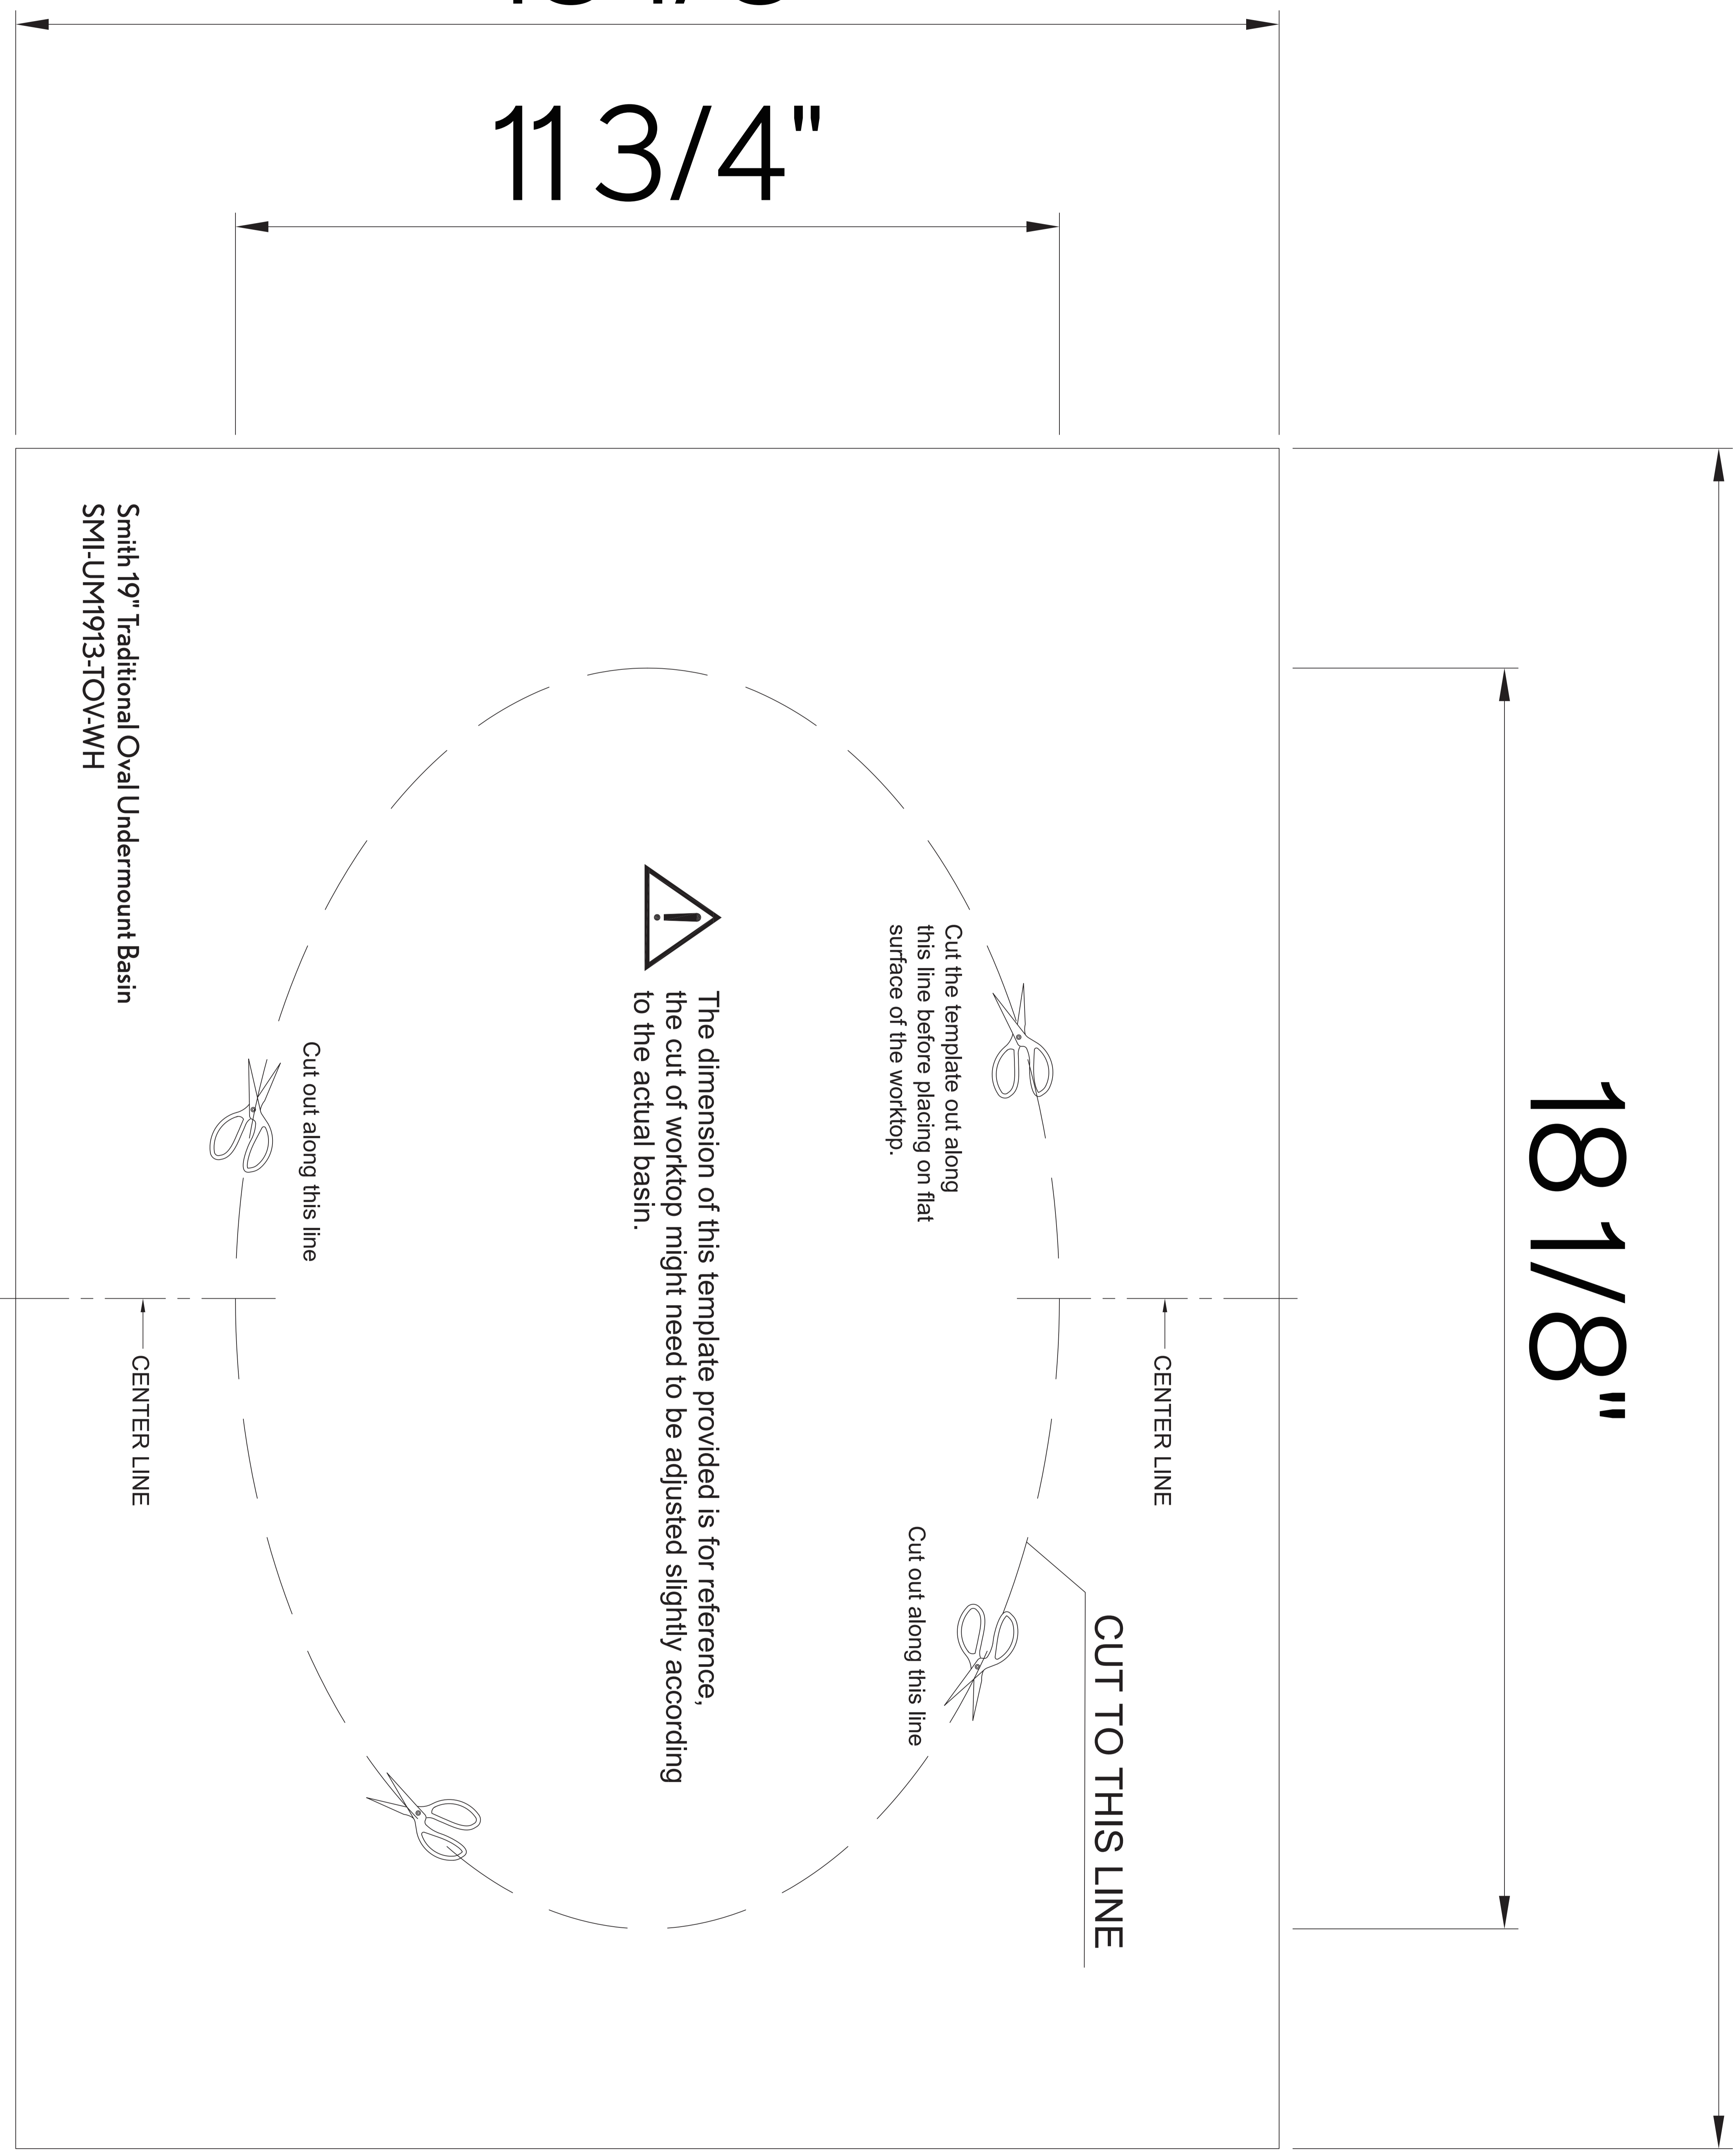 11 3/4"
18 1/8"
Smith 19" Traditional Oval Undermount Basin
SMI-UM1913-TOV-WH
Cut the template out along
this line before placing on flat
surface of the worktop.
The dimension of this template provided is for reference,
the cut of worktop might need to be adjusted slightly according
to the actual basin.
Cut out along this line
CENTER LINE
CENTER LINE
Cut out along this line
CUT TO THIS LINE